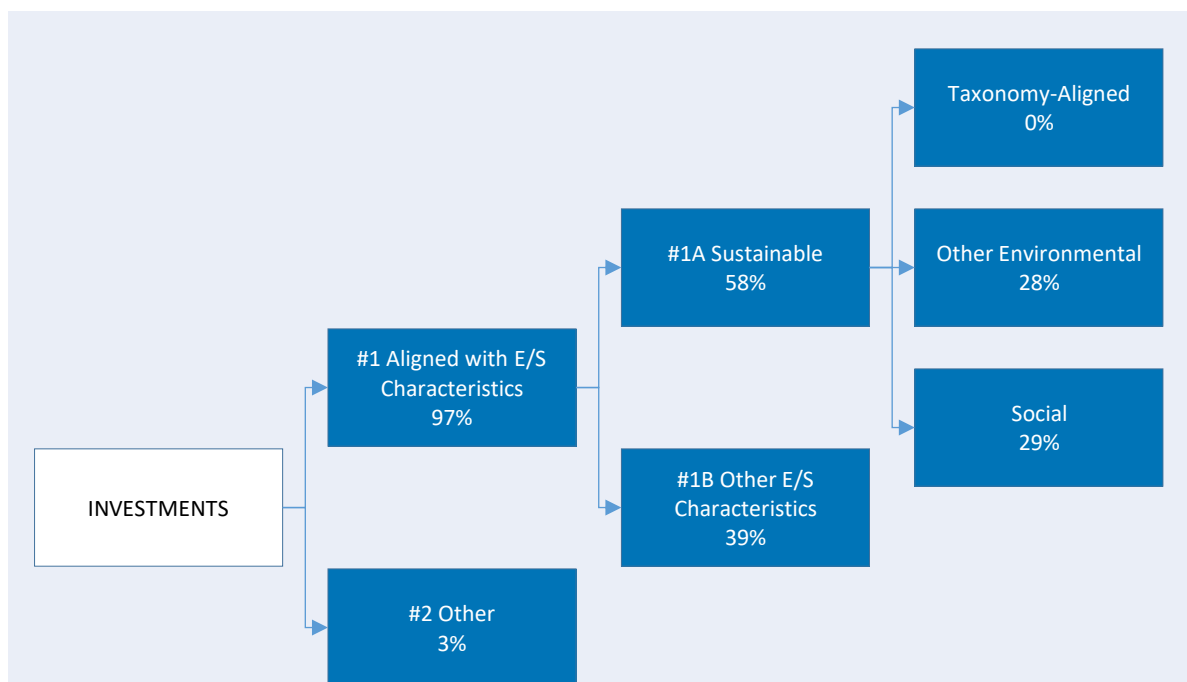 INVESTMENTS
#1 Aligned with E/S
Characteristics
97%
#2 Other
3%
#1A Sustainable
58%
#1B Other E/S
Characteristics
39%
Taxonomy-Aligned
0%
Other Environmental
28%
Social
29%